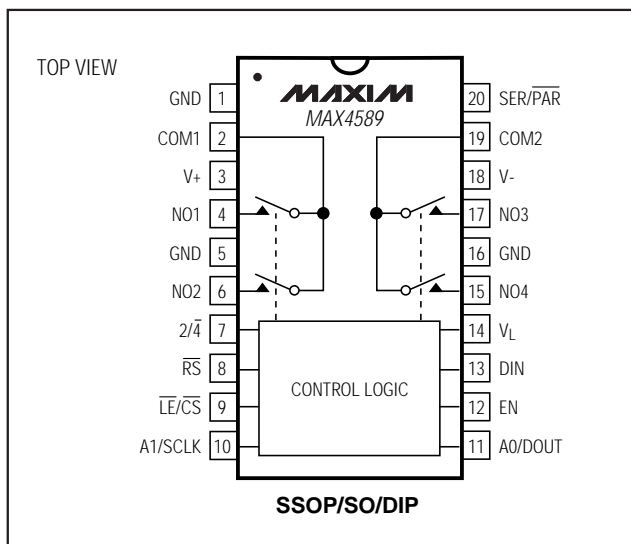 TOP VIEW
MAXIM
MAX4589
GND 1
COM1 2
V+ 3
NO1 4
GND 5
NO2 6
2/4̅ 7
R̅S̅ 8
L̅E̅/C̅S̅ 9
A1/SCLK 10
20 SER/P̅A̅R̅
19 COM2
18 V-
17 NO3
16 GND
15 NO4
14 VL
13 DIN
12 EN
11 A0/DOUT
CONTROL LOGIC
SSOP/SO/DIP